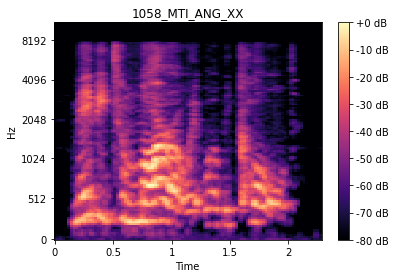 1058_MTI_ANG_XX
8192
4096
2048
1024
512
0
Hz
0
0.5
1
1.5
2
Time
+0 dB
-10 dB
-20 dB
-30 dB
-40 dB
-50 dB
-60 dB
-70 dB
-80 dB